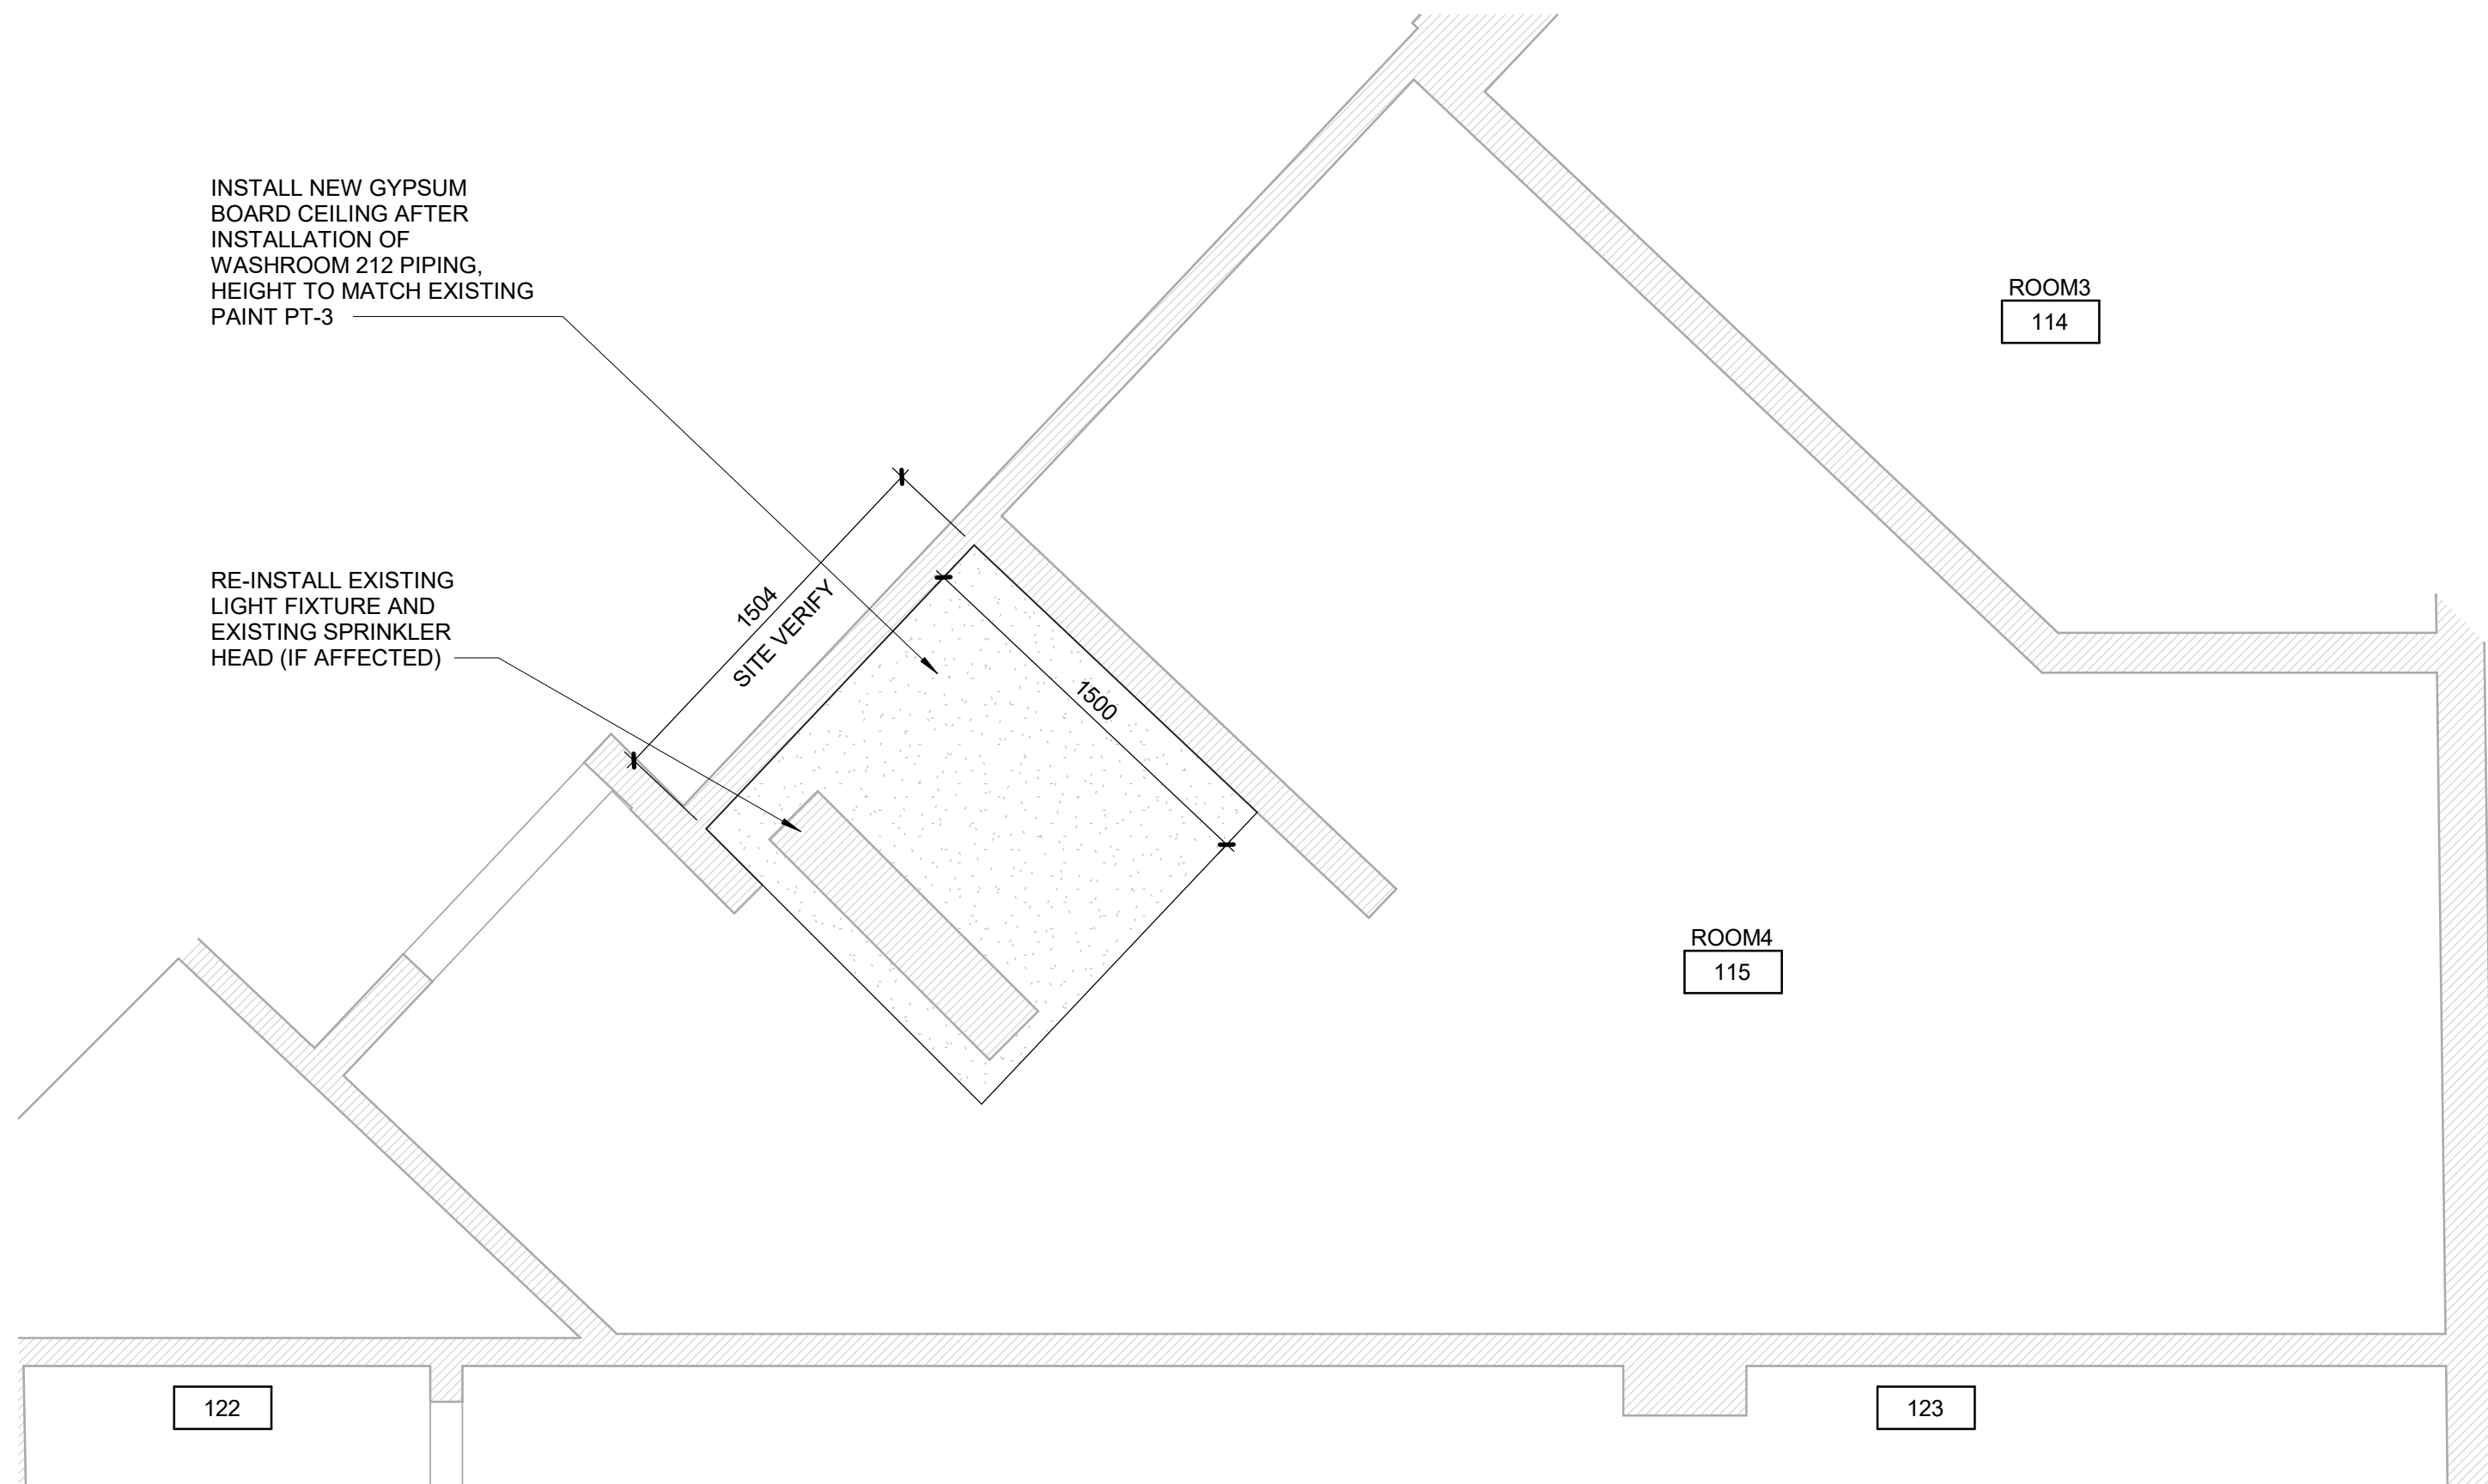 INSTALL NEW GYPSUM
BOARD CEILING AFTER
INSTALLATION OF
WASHROOM 212 PIPING,
HEIGHT TO MATCH EXISTING
PAINT PT-3
ROOM3
114
RE-INSTALL EXISTING
LIGHT FIXTURE AND
EXISTING SPRINKLER
HEAD (IF AFFECTED)
1504
SITE VERIFY
1500
ROOM4
115
122
123